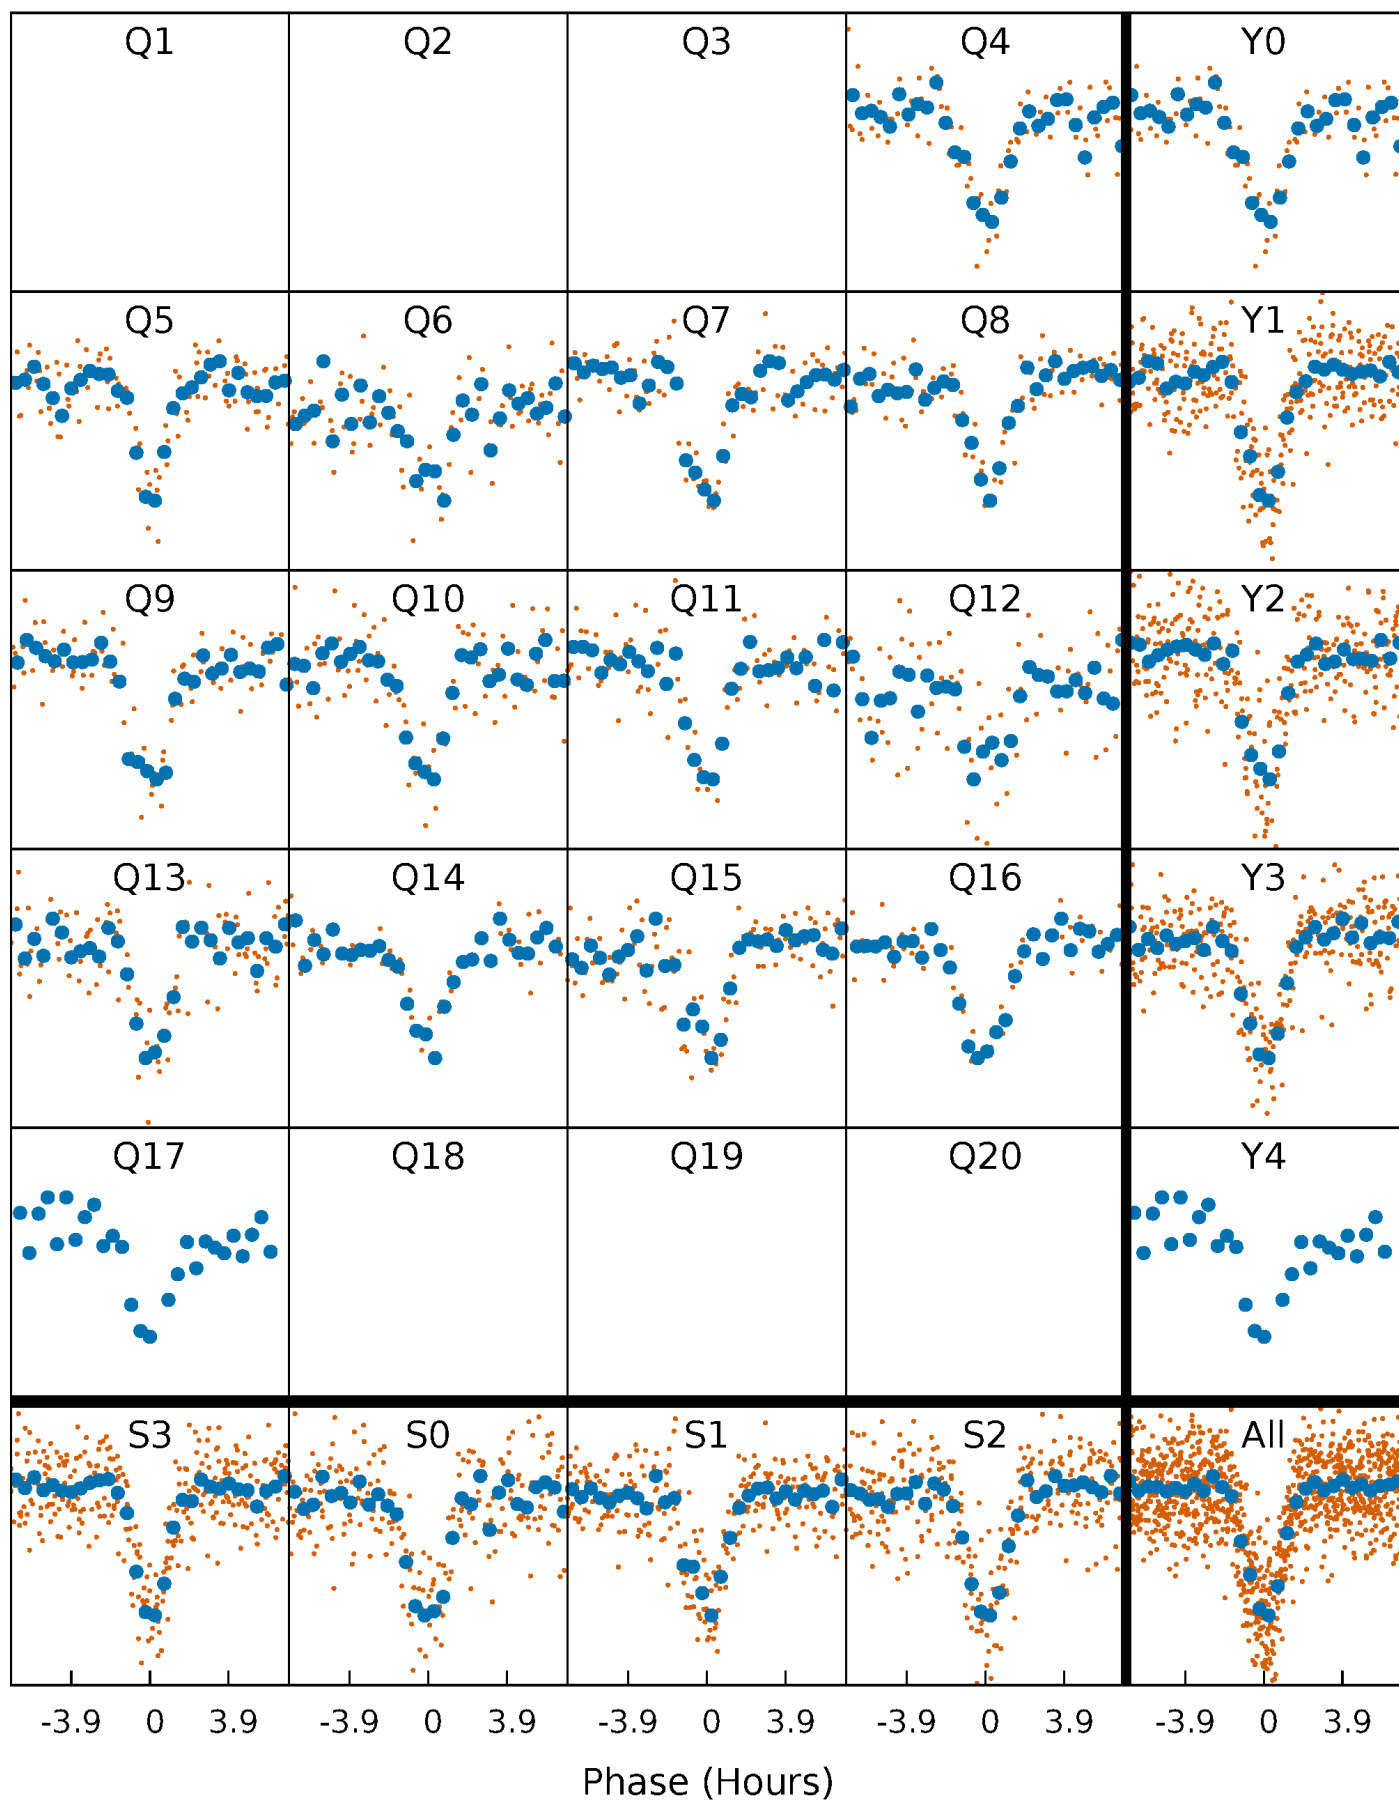 Q1 Q2 Q3 Q4 Y0
Q5 Q6 Q7 Q8 Y1
Q9 Q10 Q11 Q12 Y2
Q13 Q14 Q15 Q16 Y3
Q17 Q18 Q19 Q20 Y4
S3 S0 S1 S2 All
-3.9 0 3.9 -3.9 0 3.9 -3.9 0 3.9 -3.9 0 3.9 -3.9 0 3.9
Phase (Hours)